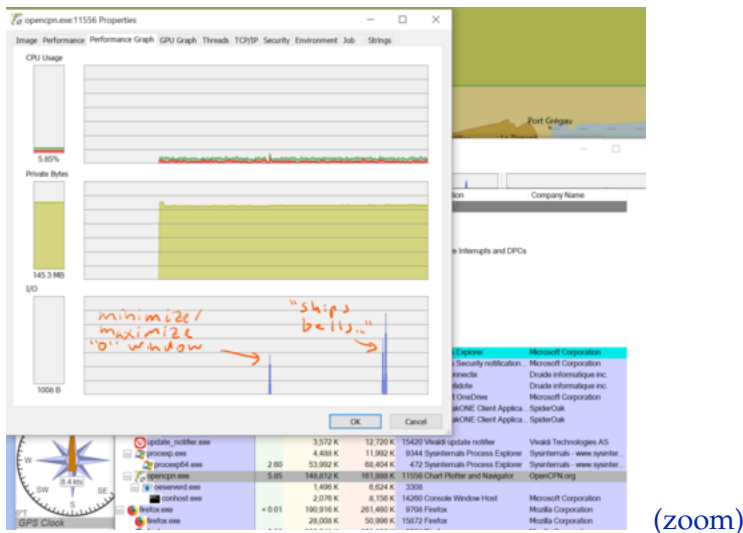 opencpn.exe:11556 Properties
Image Performance Performance Graph GPU Graph Threads TCP/IP Security Environment Job Strings
CPU Usage
5.85%
Private Bytes
145.3 MB
I/O
1008 B
minimize/
maximize
"O" window
"ships
bells..."
OK Cancel
Port Grégau
Company Name
e Interrupts and DPCs
Explorer Microsoft Corporation
Security notification... Microsoft Corporation
Druide informatique inc.
Druide informatique inc.
OneDrive Microsoft Corporation
akONE Client Applica... SpiderOak
akONE Client Applica... SpiderOak
update_notifier.exe 3,572 K 12,720 K 15420 Vivaldi update notifier Vivaldi Technologies AS
procexp.exe 4,488 K 11,992 K 9344 Sysinternals Process Explorer Sysinternals - www.sysinter...
procexp64.exe 2.60 53,992 K 68,404 K 472 Sysinternals Process Explorer Sysinternals - www.sysinter...
opencpn.exe 5.85 148,812 K 161,888 K 11556 Chart Plotter and Navigator OpenCPN.org
oeserverd.exe 1,496 K 6,624 K 3308
conhost.exe 2,076 K 8,156 K 14260 Console Window Host Microsoft Corporation
firefox.exe < 0.01 190,916 K 261,460 K 9708 Firefox Mozilla Corporation
firefox.exe 28,008 K 50,996 K 15872 Firefox Mozilla Corporation
W
8.4 kts
SW SE
GPS Clock
(zoom)